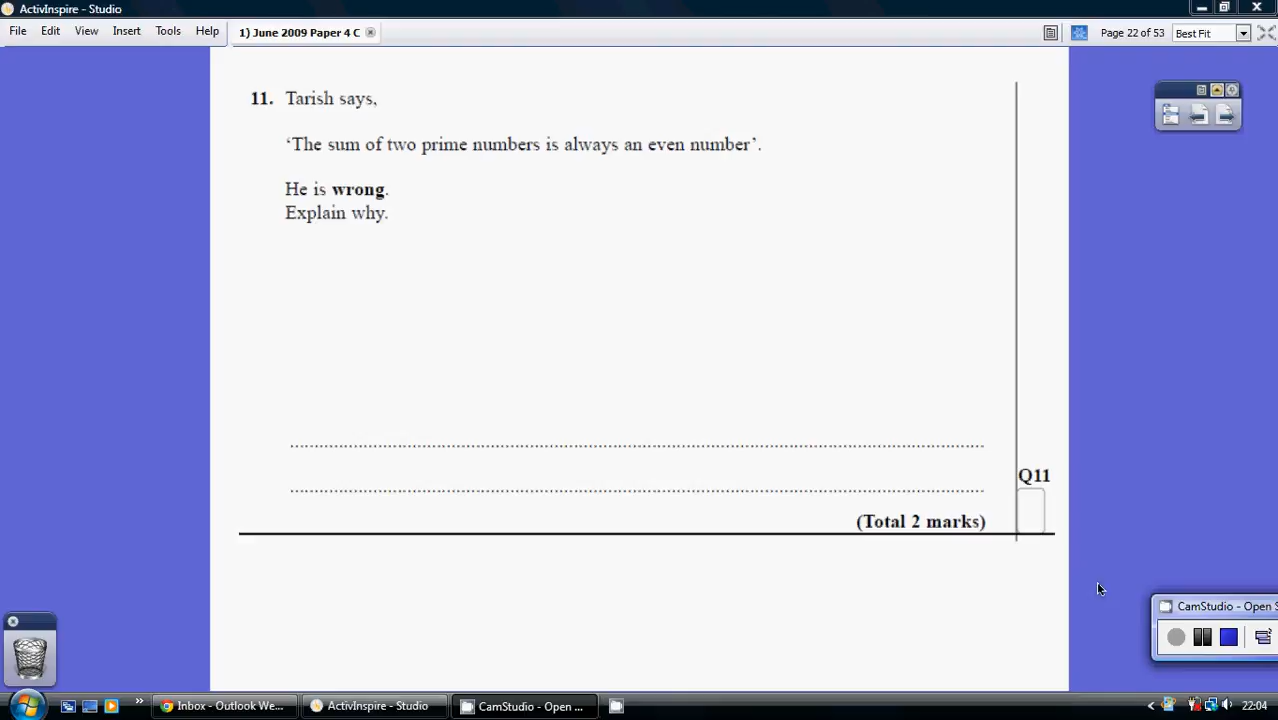 ActivInspire - Studio
File Edit View Insert Tools Help 1) June 2009 Paper 4 C Page 22 of 53 Best Fit
11. Tarish says,
‘The sum of two prime numbers is always an even number’.
He is wrong.
Explain why.
Q11
(Total 2 marks)
CamStudio - Open S
Inbox - Outlook We... ActivInspire - Studio CamStudio - Open ... 22:04